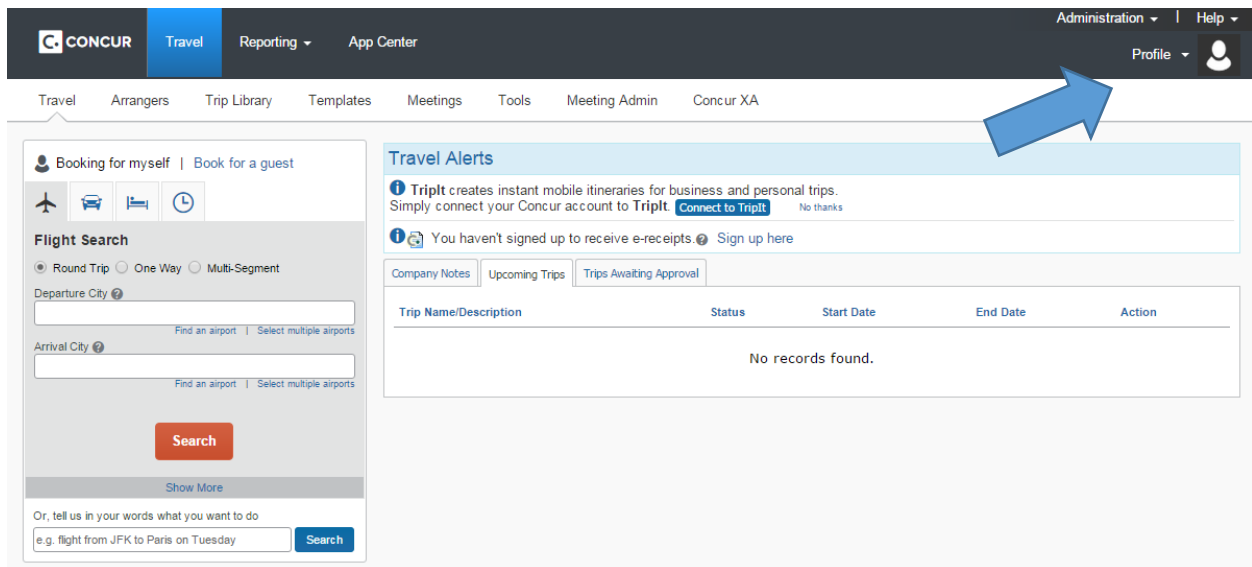 Administration | Help
C. CONCUR Travel Reporting App Center
Profile
Travel Arrangers Trip Library Templates Meetings Tools Meeting Admin Concur XA
Booking for myself | Book for a guest
Flight Search
Round Trip One Way Multi-Segment
Departure City ?
Find an airport | Select multiple airports
Arrival City ?
Find an airport | Select multiple airports
Search
Show More
Or, tell us in your words what you want to do
e.g. flight from JFK to Paris on Tuesday Search
Travel Alerts
i TripIt creates instant mobile itineraries for business and personal trips.
Simply connect your Concur account to TripIt. Connect to TripIt No thanks
i You haven't signed up to receive e-receipts. ? Sign up here
Company Notes Upcoming Trips Trips Awaiting Approval
Trip Name/Description Status Start Date End Date Action
No records found.